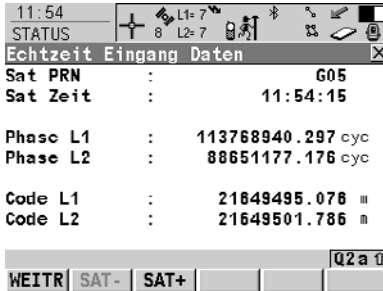 11:54
STATUS
8 L1= 7
L2= 7
Echtzeit Eingang Daten X
Sat PRN : G05
Sat Zeit : 11:54:15
Phase L1 : 113768940.297 cyc
Phase L2 : 88651177.176 cyc
Code L1 : 21649495.076 m
Code L2 : 21649501.786 m
Q2a⇧
WEITR SAT- SAT+